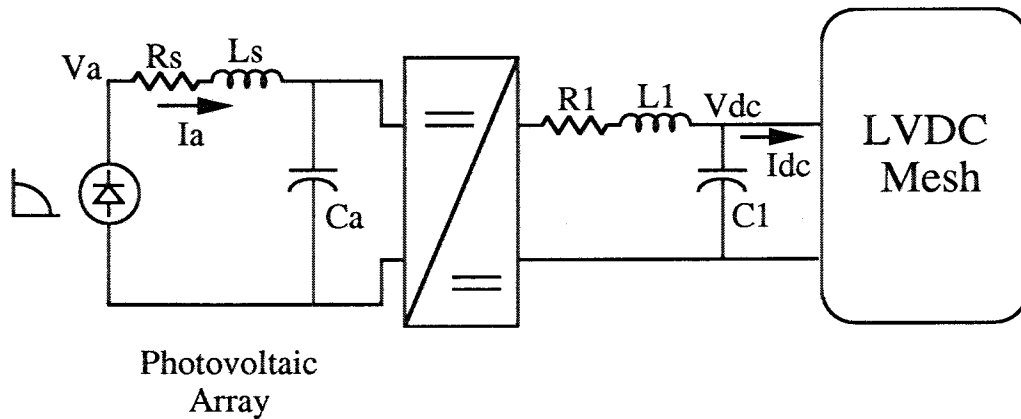 Va
Rs
Ls
Ia
Ca
R1
L1
Vdc
Idc
C1
LVDC
Mesh
Photovoltaic
Array